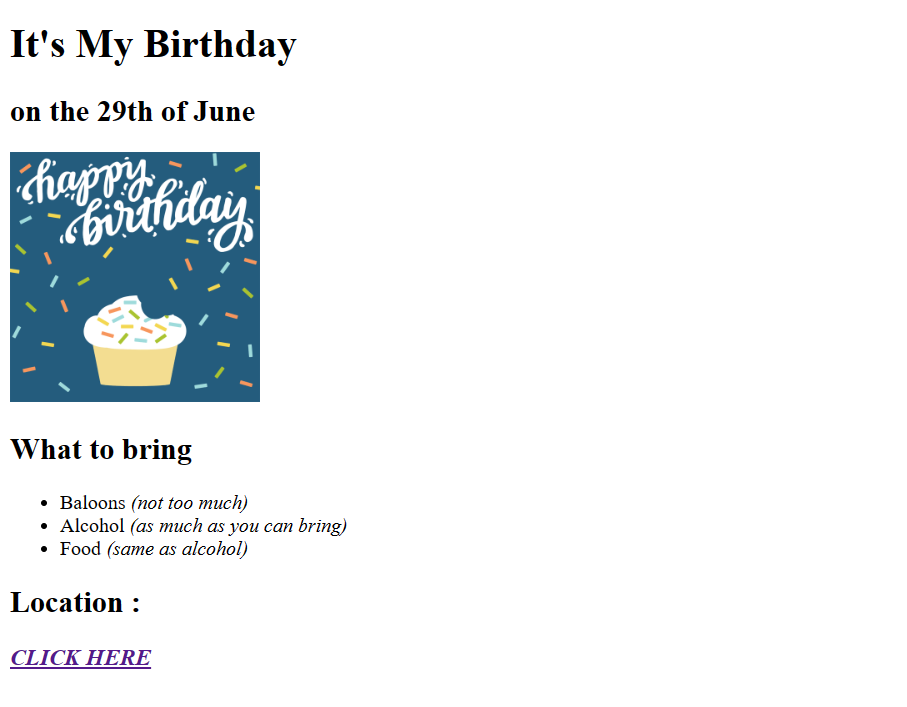 It's My Birthday
on the 29th of June
happy
birthday
What to bring
Baloons (not too much)
Alcohol (as much as you can bring)
Food (same as alcohol)
Location :
CLICK HERE